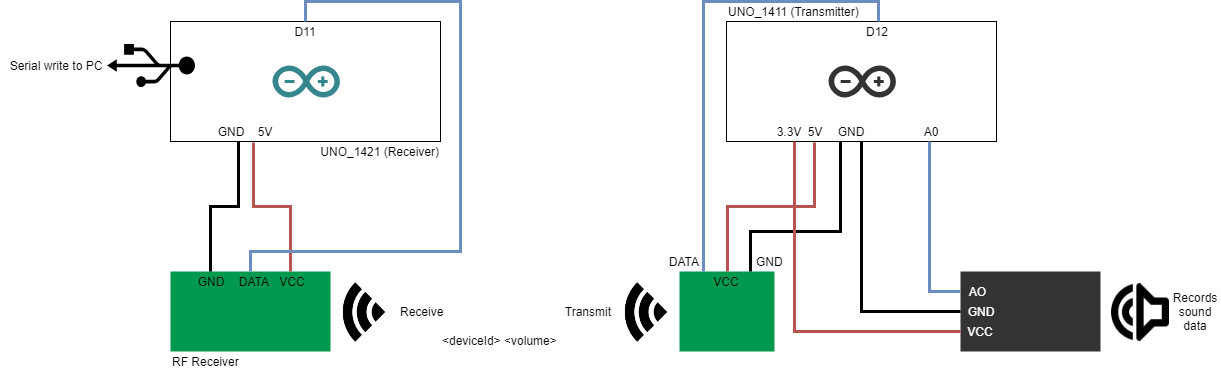 UNO_1411 (Transmitter)
D11
D12
Serial write to PC
GND 5V
3.3V 5V GND A0
UNO_1421 (Receiver)
DATA
GND
GND DATA VCC
VCC
AO
GND
VCC
Receive
Transmit
Records
sound
data
<deviceId> <volume>
RF Receiver